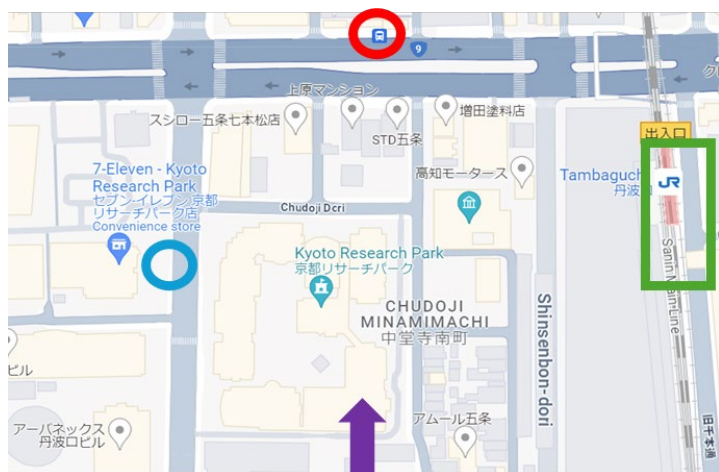 9
上原マンション
出入口
スシロー五条七本松店
増田塗料店
STD五条
7-Eleven - Kyoto
Research Park
セブン-イレブン 京都
リサーチパーク店
Convenience store
高知モータース
Tambaguch
丹波口
JR
Chudoji Dori
Kyoto Research Park
京都リサーチパーク
CHUDOJI
MINAMIMACHI
中堂寺南町
Shinsenbon-dori
Sanin Main Line
ビル
アーバネックス
丹波口ビル
アムール五条
旧千本通